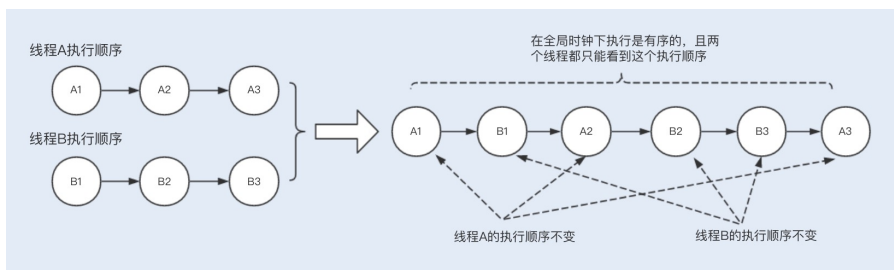 线程A执行顺序
A1 A2 A3
线程B执行顺序
B1 B2 B3
在全局时钟下执行是有序的，且两
个线程都只能看到这个执行顺序
A1 B1 A2 B2 B3 A3
线程A的执行顺序不变
线程B的执行顺序不变